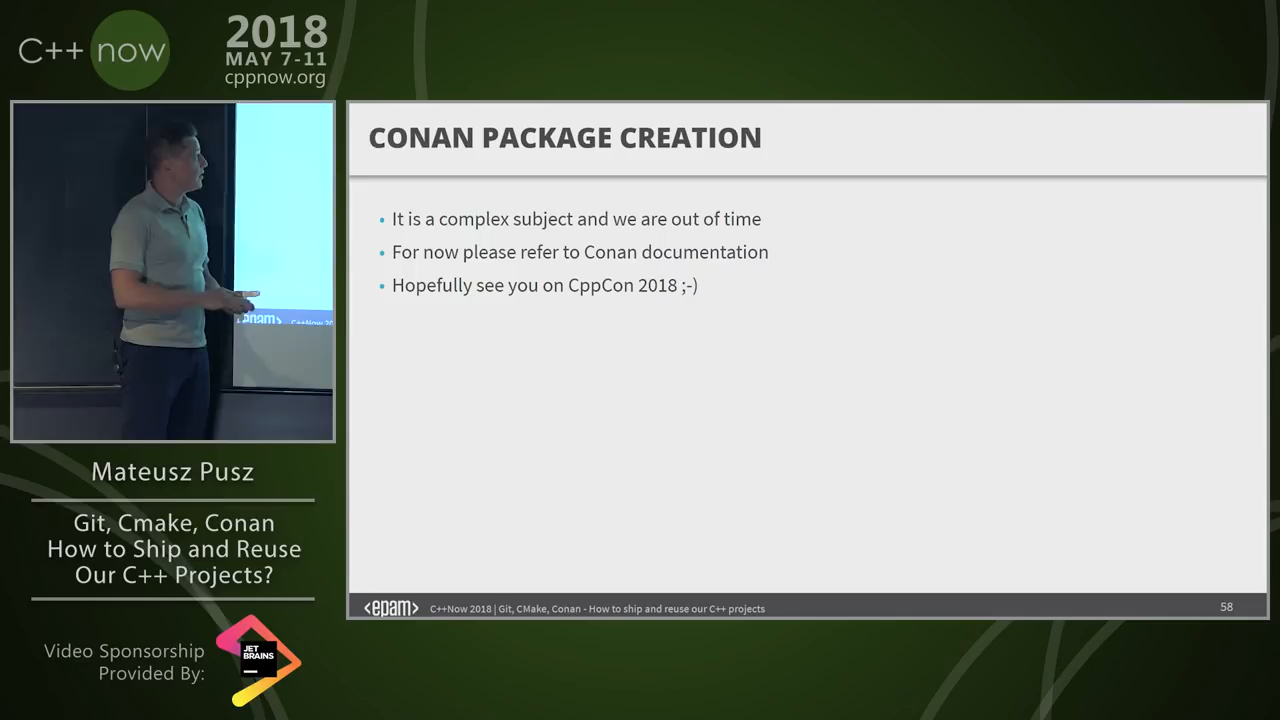 C++ now
2018
MAY 7-11
cppnow.org
CONAN PACKAGE CREATION
• It is a complex subject and we are out of time
• For now please refer to Conan documentation
• Hopefully see you on CppCon 2018 ;-)
<epam> C++Now 2018 | Git, CMake, Conan - How to ship and reuse our C++ projects 58
<epam> C++Now 20
Mateusz Pusz
Git, Cmake, Conan
How to Ship and Reuse
Our C++ Projects?
Video Sponsorship
Provided By:
JET
BRAINS